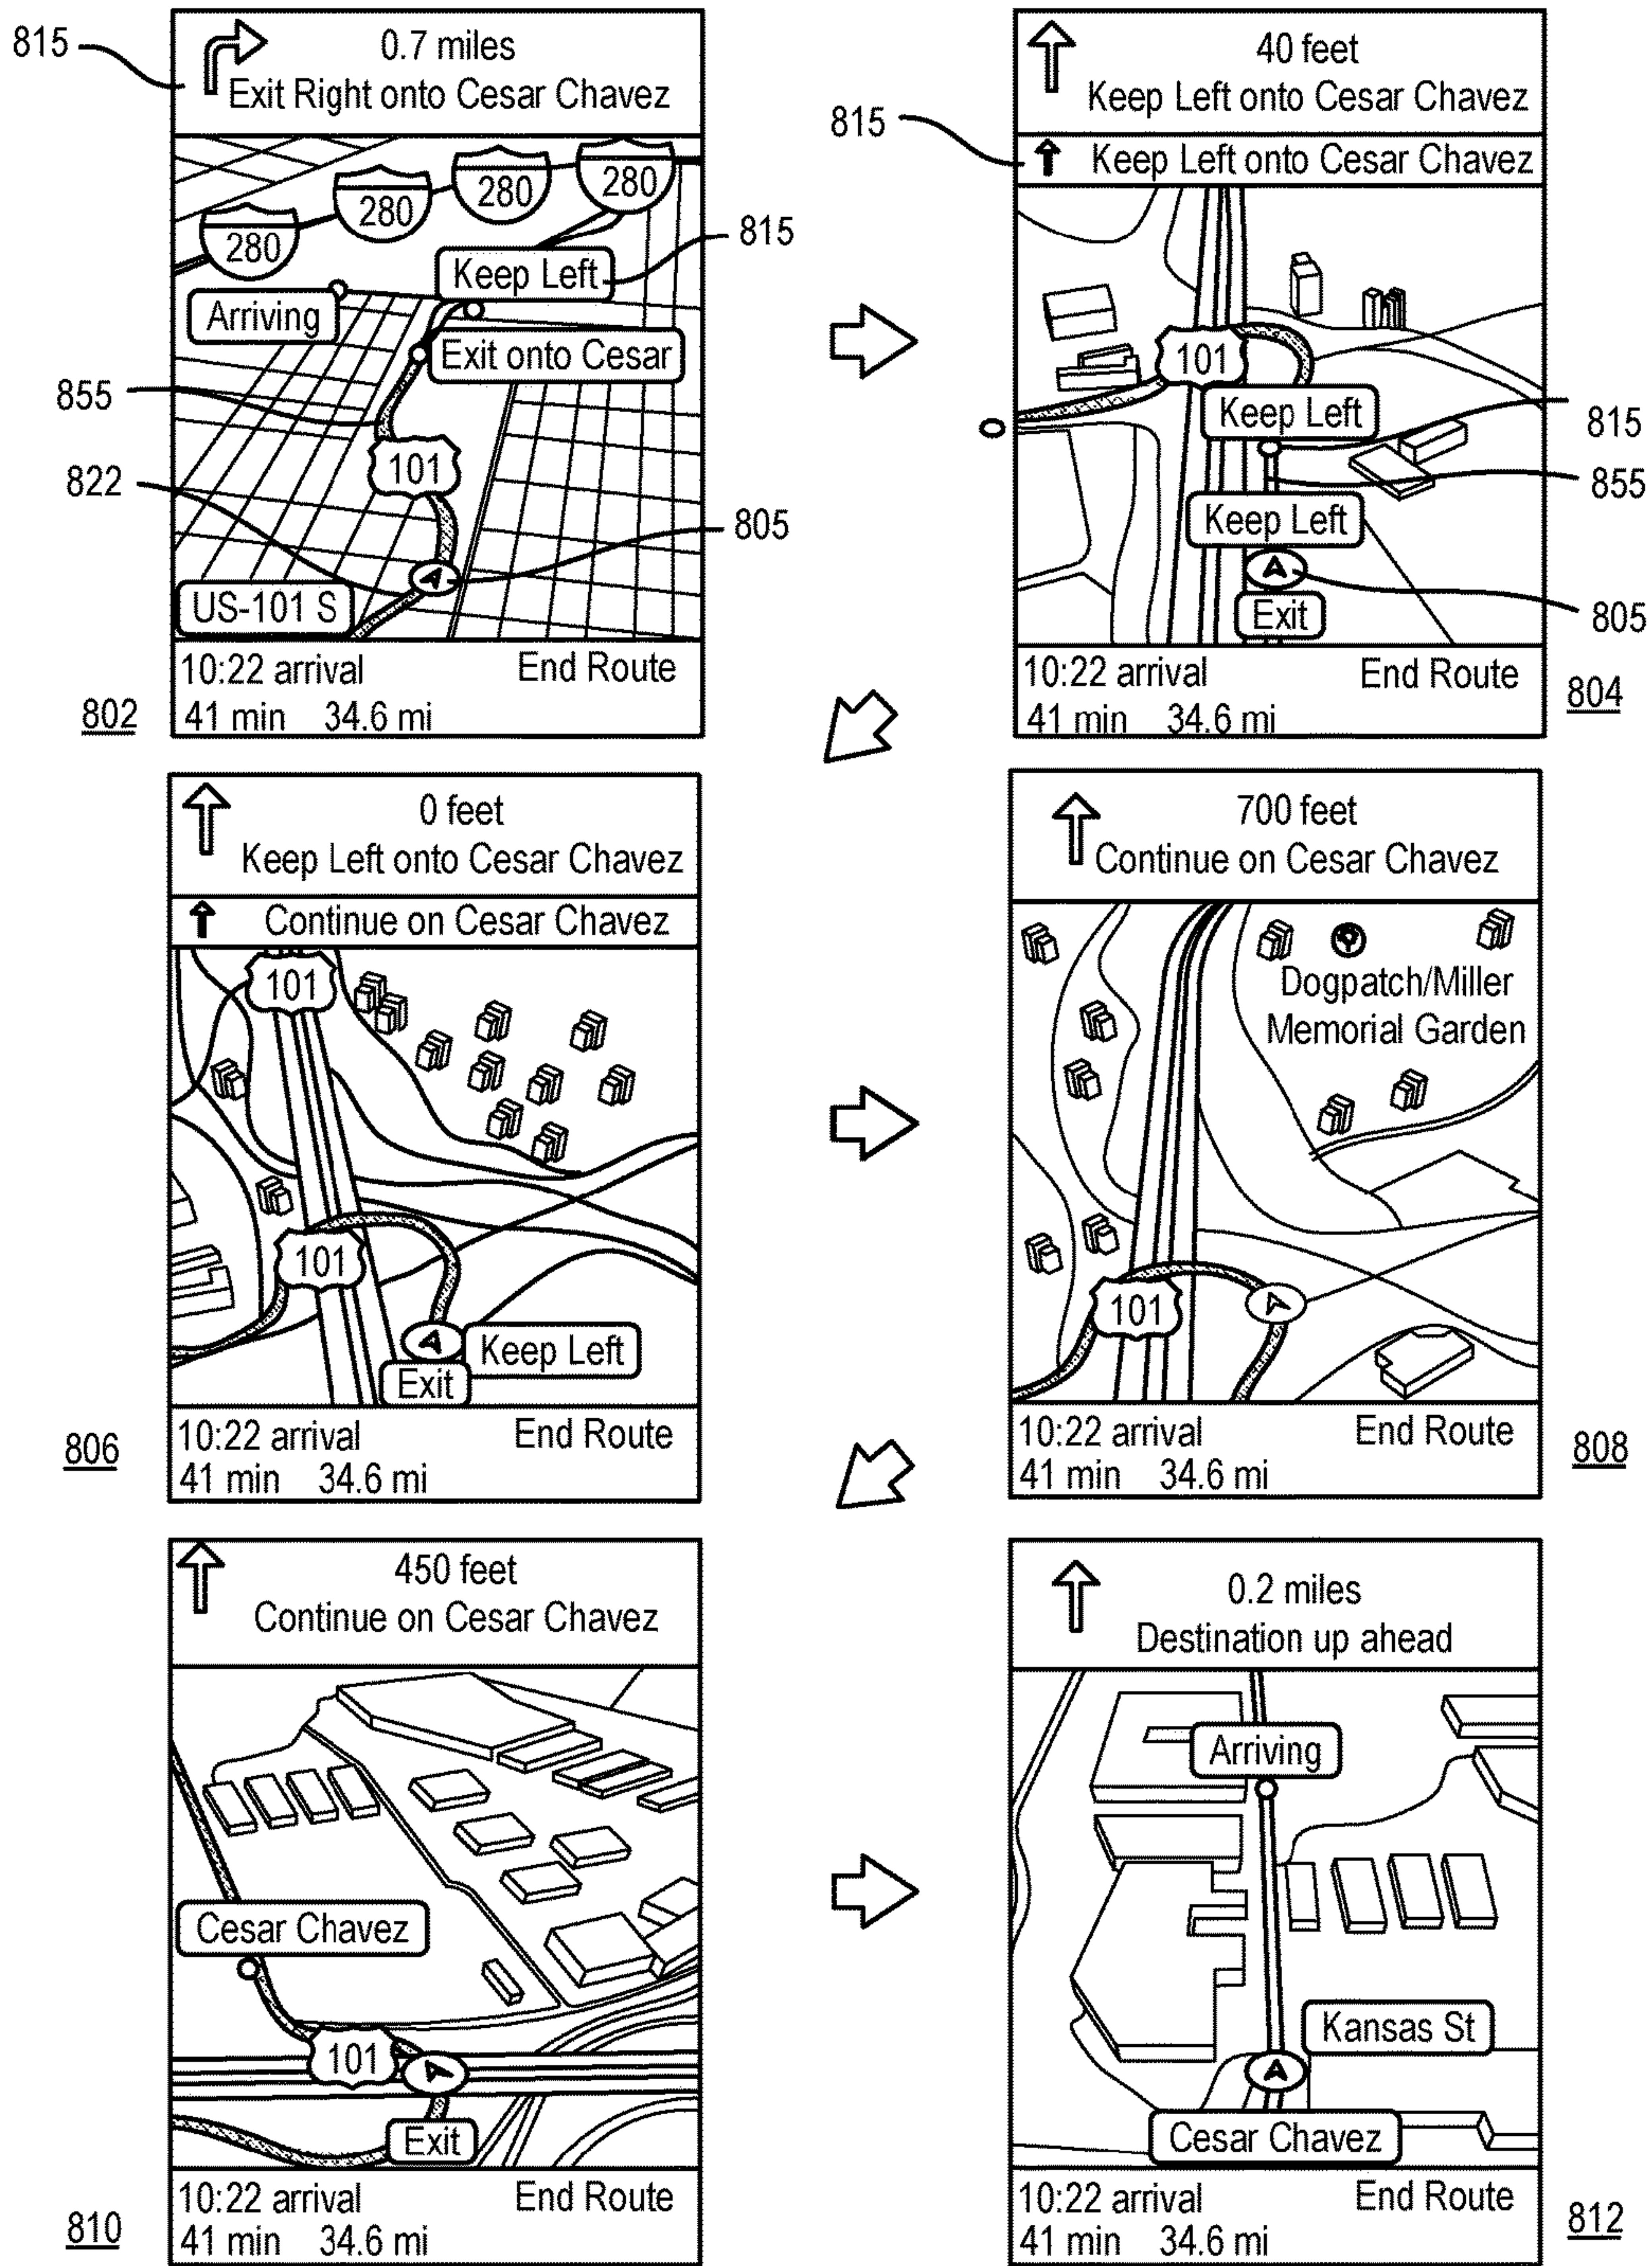 815
0.7 miles
Exit Right onto Cesar Chavez
280
280
280
280
Keep Left
815
Arriving
Exit onto Cesar
855
101
822
805
US-101 S
10:22 arrival
End Route
41 min 34.6 mi
802
40 feet
Keep Left onto Cesar Chavez
815
Keep Left onto Cesar Chavez
101
Keep Left
815
855
Keep Left
805
Exit
10:22 arrival
End Route
41 min 34.6 mi
804
0 feet
Keep Left onto Cesar Chavez
Continue on Cesar Chavez
101
101
Keep Left
Exit
10:22 arrival
End Route
41 min 34.6 mi
806
700 feet
Continue on Cesar Chavez
Dogpatch/Miller
Memorial Garden
101
10:22 arrival
End Route
41 min 34.6 mi
808
450 feet
Continue on Cesar Chavez
Cesar Chavez
101
Exit
10:22 arrival
End Route
41 min 34.6 mi
810
0.2 miles
Destination up ahead
Arriving
Kansas St
Cesar Chavez
10:22 arrival
End Route
41 min 34.6 mi
812